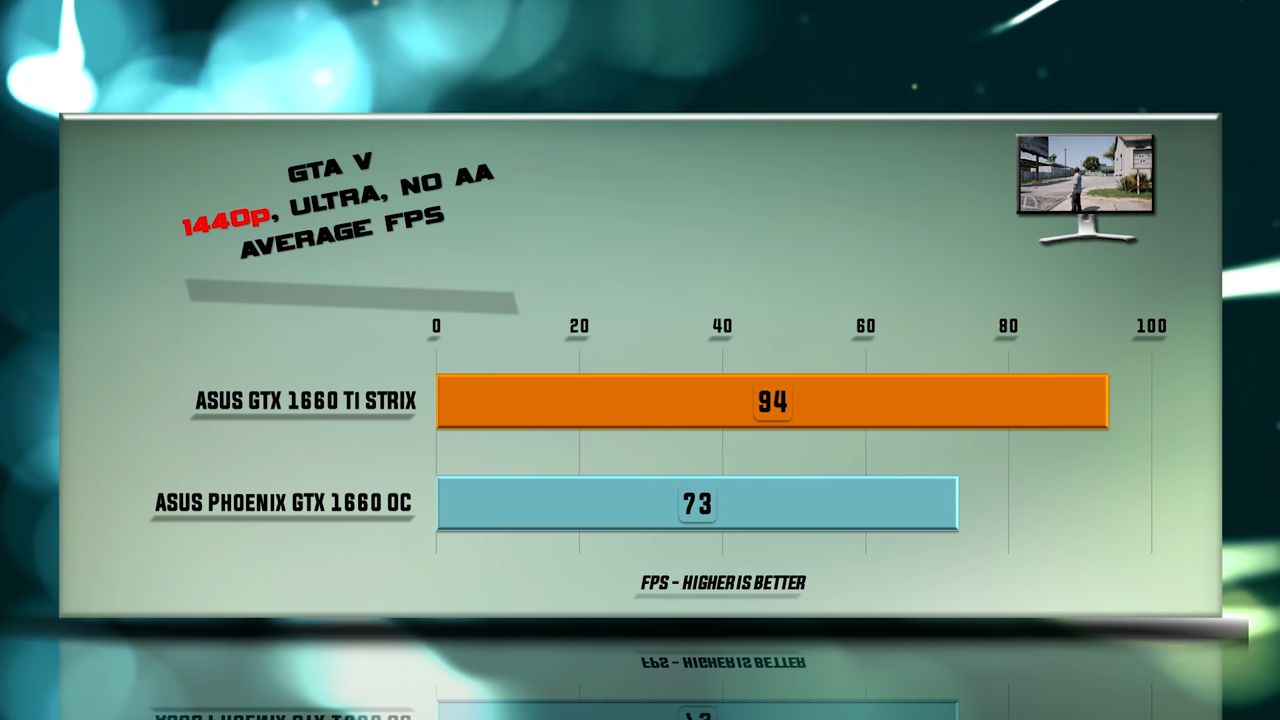 GTA V
1440p, ULTRA, NO AA
AVERAGE FPS
0 20 40 60 80 100
ASUS GTX 1660 TI STRIX 94
ASUS PHOENIX GTX 1660 OC 73
FPS - HIGHER IS BETTER